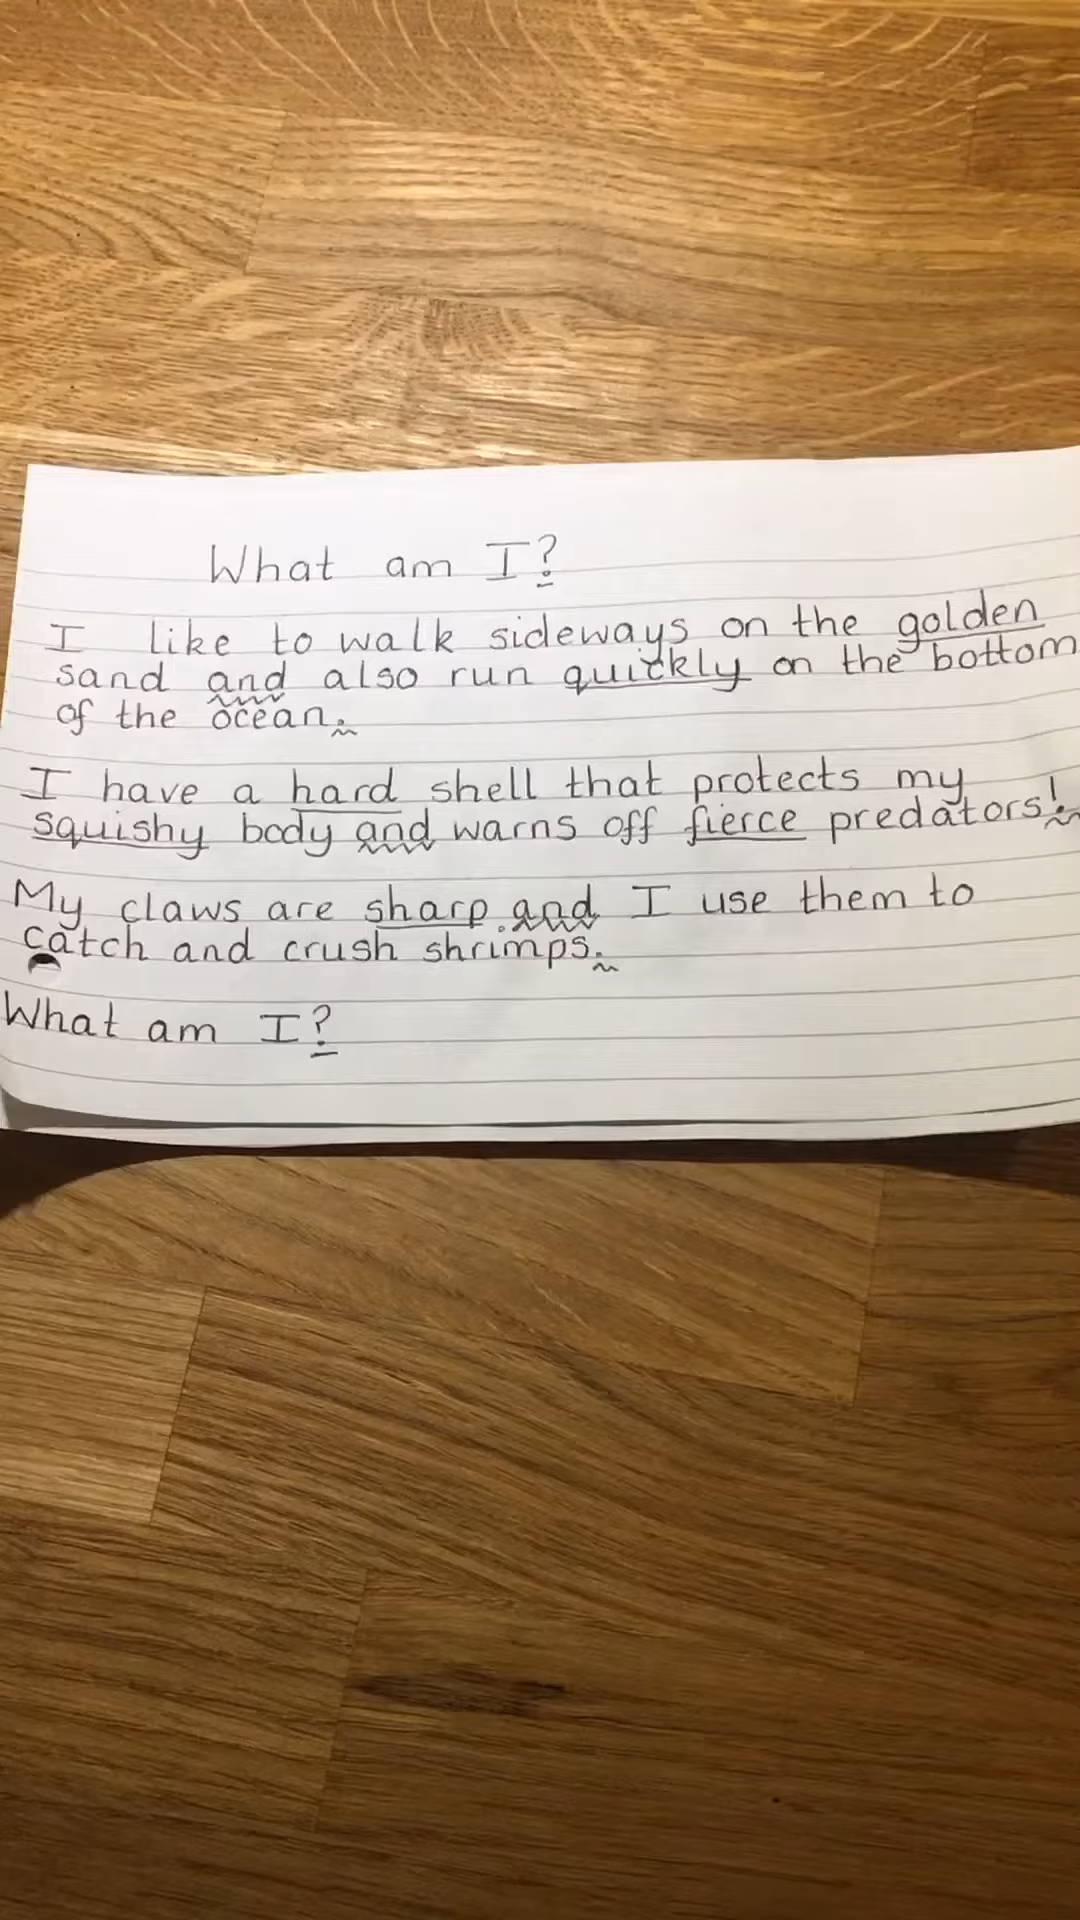 What am I?
I like to walk sideways on the golden
sand and also run quickly on the bottom
of the ocean.
I have a hard shell that protects my
squishy body and warns off fierce predators!
My claws are sharp and I use them to
catch and crush shrimps.
What am I?